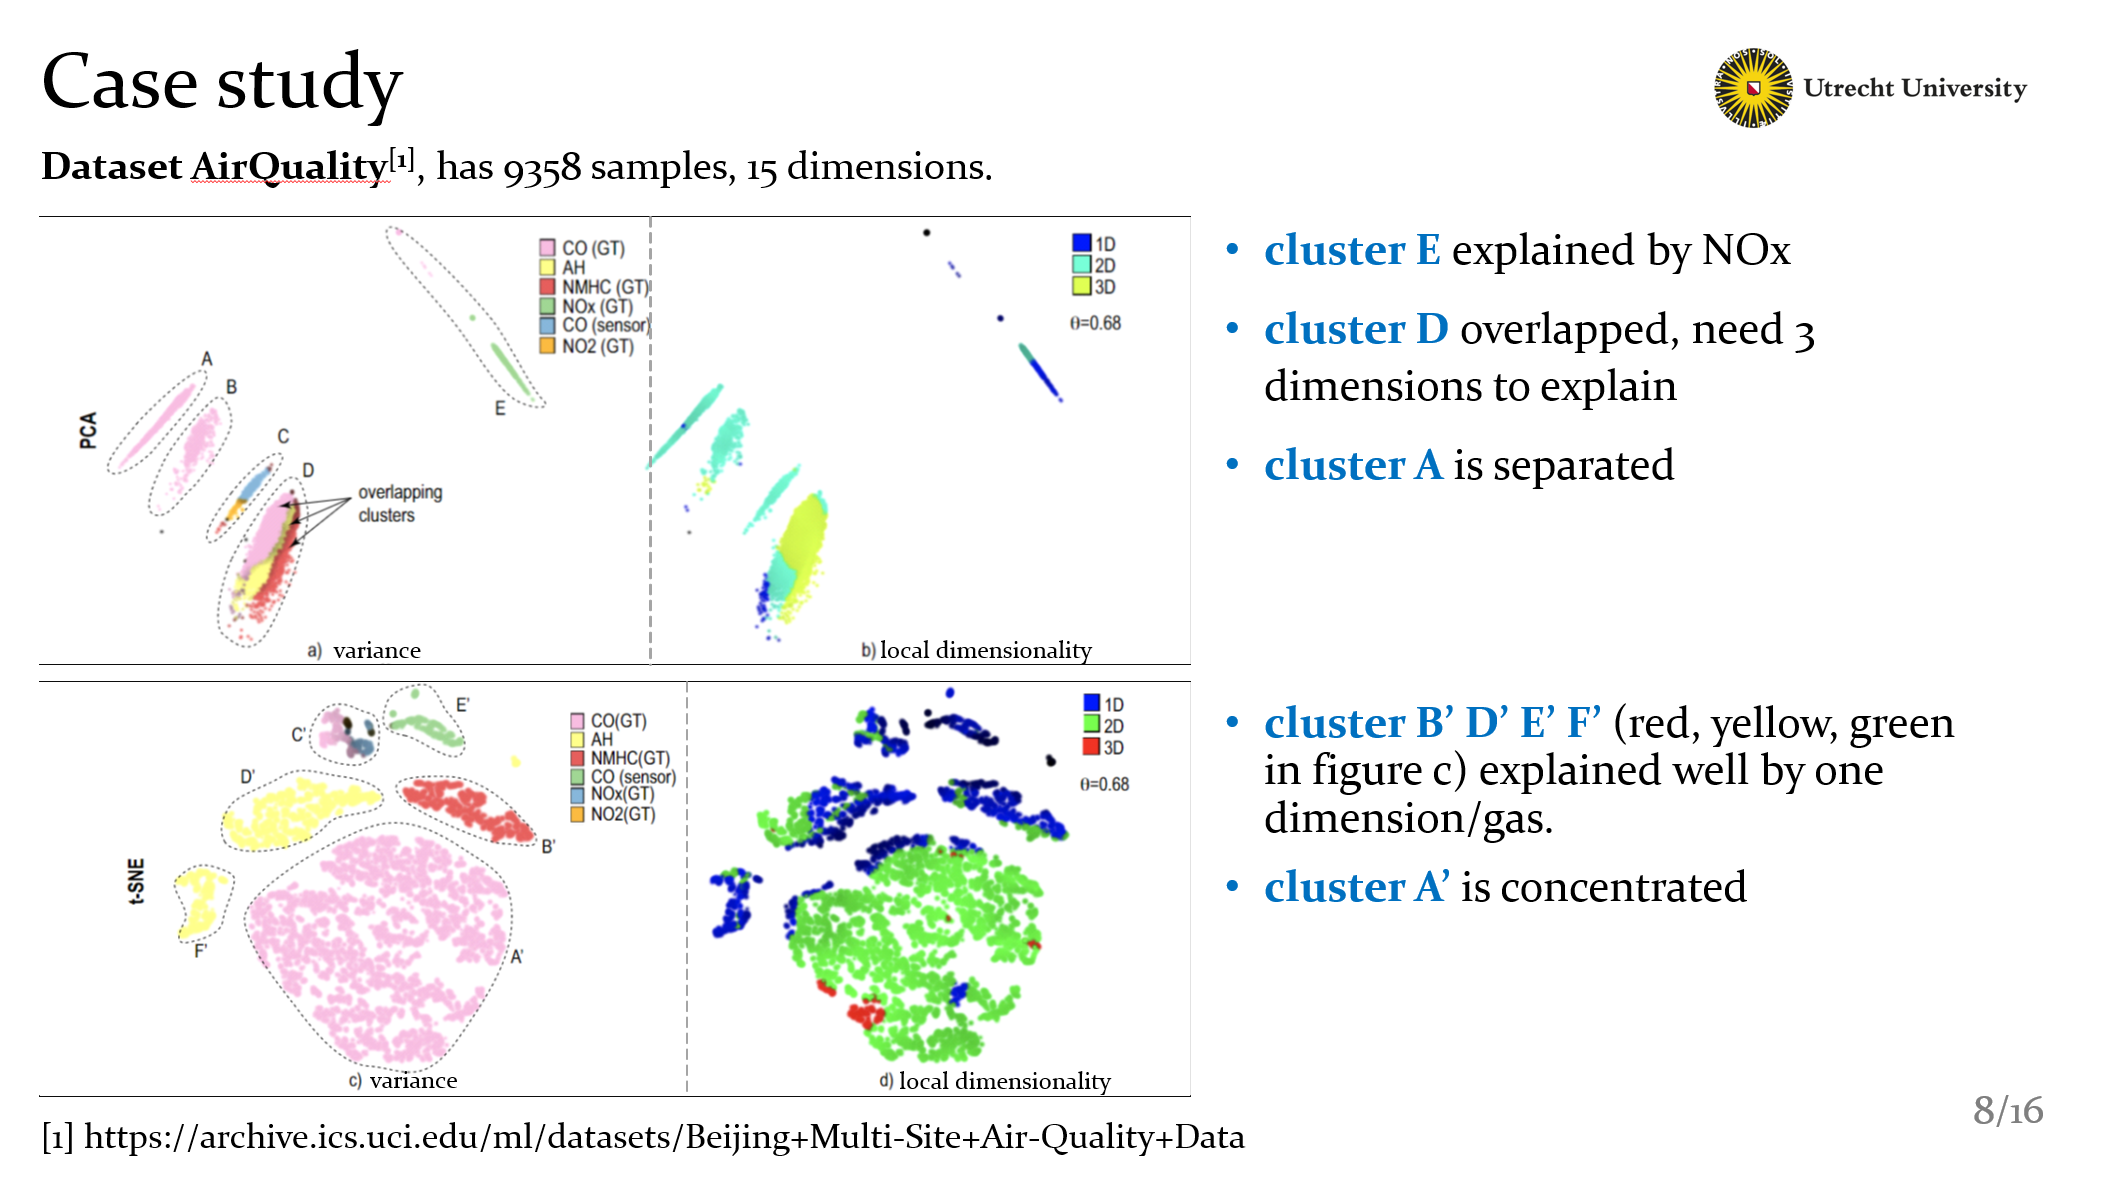 Case study
Utrecht University
Dataset AirQuality[1], has 9358 samples, 15 dimensions.
CO (GT)
AH
NMHC (GT)
NOx (GT)
CO (sensor)
NO2 (GT)
A
B
C
D
E
PCA
overlapping
clusters
a) variance
1D
2D
3D
θ=0.68
b) local dimensionality
• cluster E explained by NOx
• cluster D overlapped, need 3
dimensions to explain
• cluster A is separated
C'
E'
D'
B'
F'
A'
t-SNE
CO(GT)
AH
NMHC(GT)
CO (sensor)
NOx(GT)
NO2(GT)
c) variance
1D
2D
3D
θ=0.68
d) local dimensionality
• cluster B’ D’ E’ F’ (red, yellow, green
in figure c) explained well by one
dimension/gas.
• cluster A’ is concentrated
[1] https://archive.ics.uci.edu/ml/datasets/Beijing+Multi-Site+Air-Quality+Data
8/16